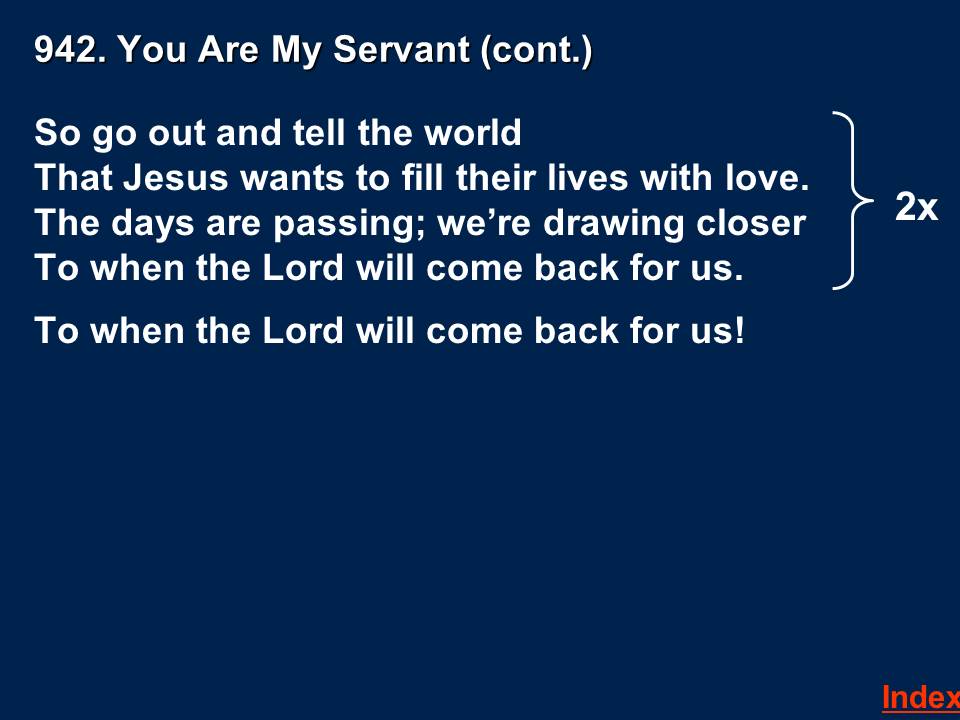 942. You Are My Servant (cont.)
So go out and tell the world
That Jesus wants to fill their lives with love.
The days are passing; we’re drawing closer
To when the Lord will come back for us.
2x
To when the Lord will come back for us!
Index